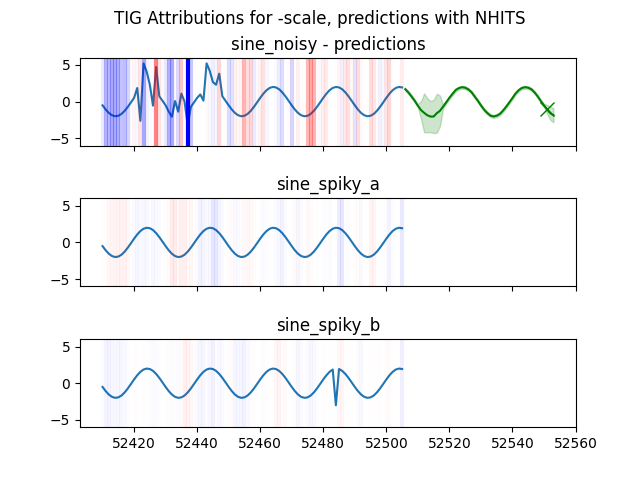 TIG Attributions for -scale, predictions with NHITS
sine_noisy - predictions
5
0
−5
sine_spiky_a
5
0
−5
sine_spiky_b
5
0
−5
52420 52440 52460 52480 52500 52520 52540 52560